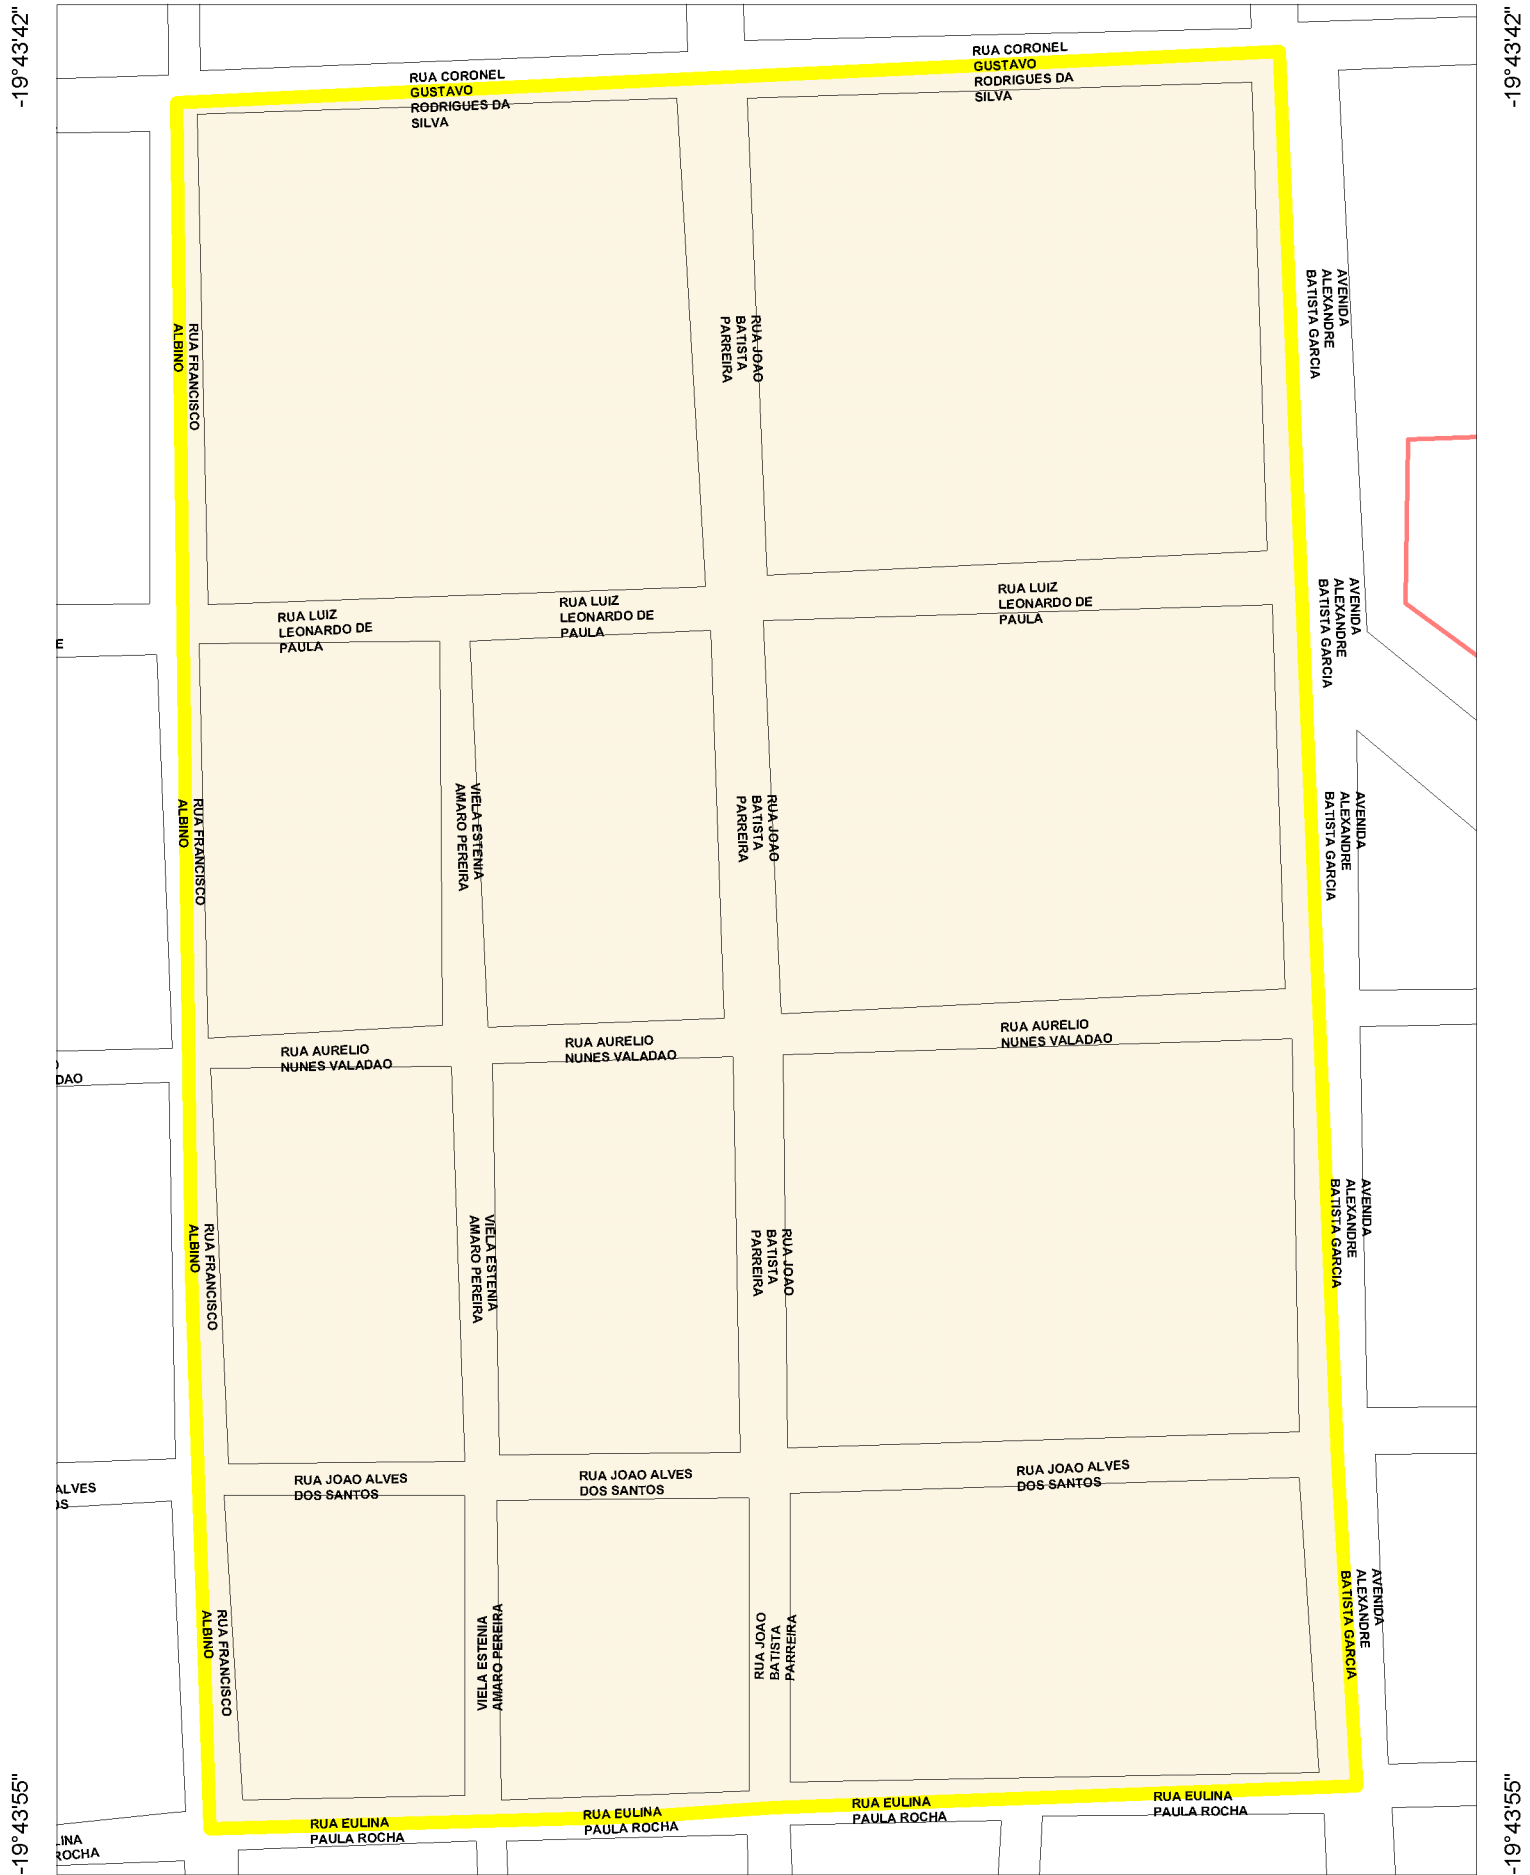 -19°43'42"
-19°43'42"
RUA CORONEL
GUSTAVO
RODRIGUES DA
SILVA
RUA CORONEL
GUSTAVO
RODRIGUES DA
SILVA
RUA FRANCISCO
ALBINO
RUA JOAO
BATISTA
PARREIRA
AVENIDA
ALEXANDRE
BATISTA GARCIA
RUA LUIZ
LEONARDO DE
PAULA
RUA LUIZ
LEONARDO DE
PAULA
RUA LUIZ
LEONARDO DE
PAULA
AVENIDA
ALEXANDRE
BATISTA GARCIA
E
RUA FRANCISCO
ALBINO
VIELA ESTENIA
AMARO PEREIRA
RUA JOAO
BATISTA
PARREIRA
AVENIDA
ALEXANDRE
BATISTA GARCIA
DAO
RUA AURELIO
NUNES VALADAO
RUA AURELIO
NUNES VALADAO
RUA AURELIO
NUNES VALADAO
RUA FRANCISCO
ALBINO
VIELA ESTENIA
AMARO PEREIRA
RUA JOAO
BATISTA
PARREIRA
AVENIDA
ALEXANDRE
BATISTA GARCIA
ALVES
OS
RUA JOAO ALVES
DOS SANTOS
RUA JOAO ALVES
DOS SANTOS
RUA JOAO ALVES
DOS SANTOS
RUA FRANCISCO
ALBINO
VIELA ESTENIA
AMARO PEREIRA
RUA JOAO
BATISTA
PARREIRA
AVENIDA
ALEXANDRE
BATISTA GARCIA
LINA
ROCHA
RUA EULINA
PAULA ROCHA
RUA EULINA
PAULA ROCHA
RUA EULINA
PAULA ROCHA
RUA EULINA
PAULA ROCHA
-19°43'55"
-19°43'55"